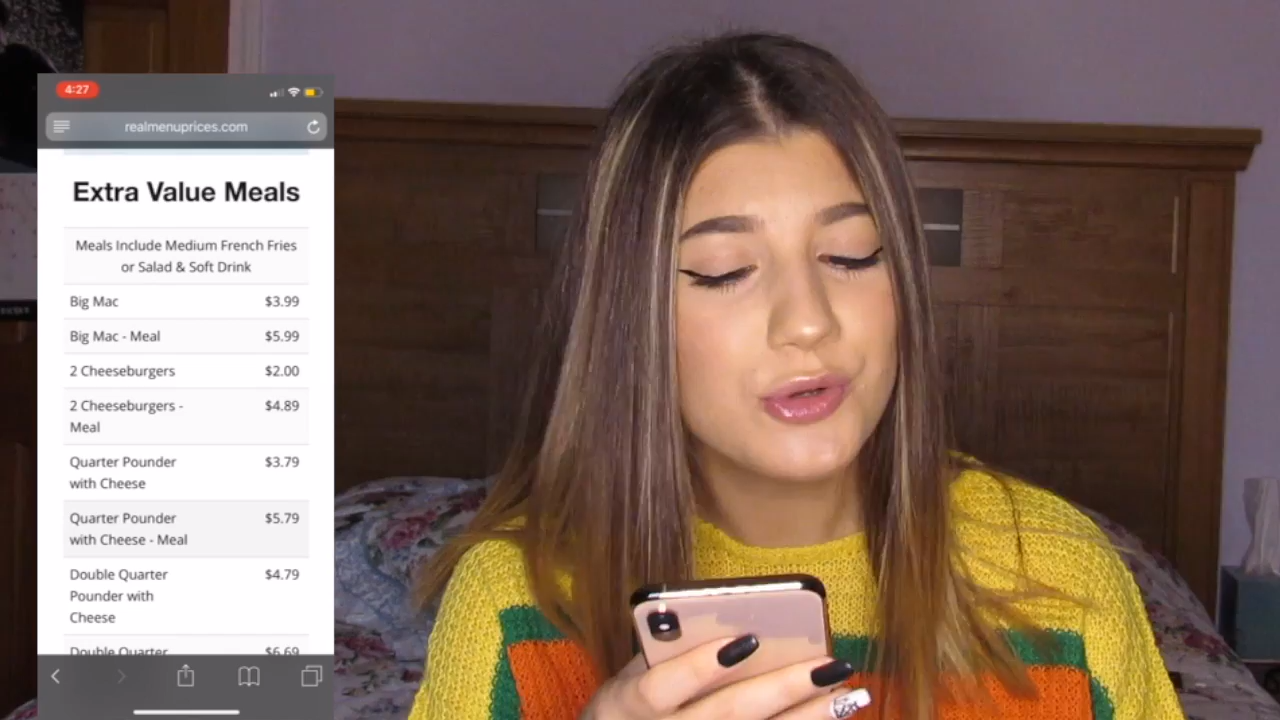 4:27
realmenuprices.com
Extra Value Meals
Meals Include Medium French Fries
or Salad & Soft Drink
Big Mac $3.99
Big Mac - Meal $5.99
2 Cheeseburgers $2.00
2 Cheeseburgers - $4.89
Meal
Quarter Pounder $3.79
with Cheese
Quarter Pounder $5.79
with Cheese - Meal
Double Quarter $4.79
Pounder with
Cheese
Double Quarter $6.69